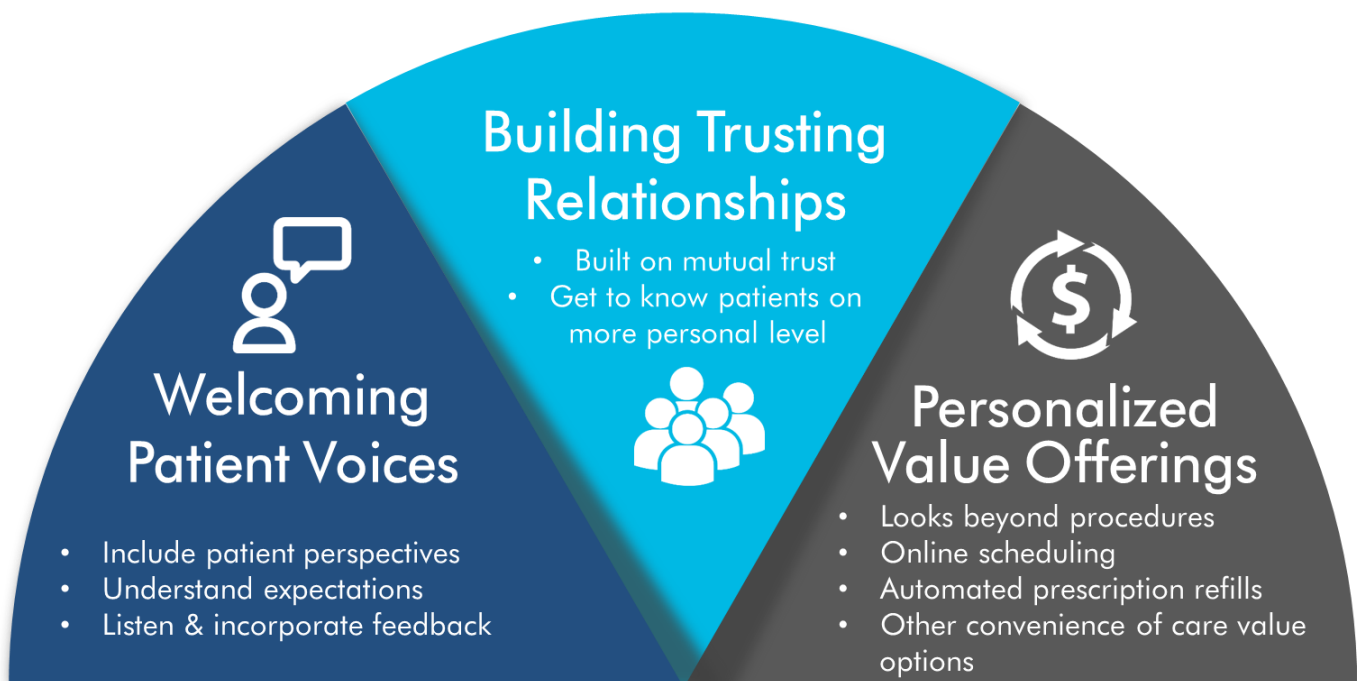 Welcoming
Patient Voices
• Include patient perspectives
• Understand expectations
• Listen & incorporate feedback
Building Trusting
Relationships
• Built on mutual trust
• Get to know patients on
more personal level
$
Personalized
Value Offerings
• Looks beyond procedures
• Online scheduling
• Automated prescription refills
• Other convenience of care value
options